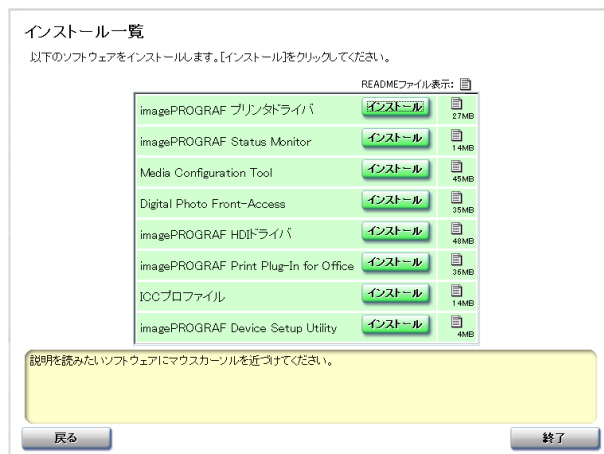 インストール一覧
以下のソフトウェアをインストールします。[インストール]をクリックしてください。
READMEファイル表示:
imagePROGRAF プリンタドライバ インストール 27MB
imagePROGRAF Status Monitor インストール 14MB
Media Configuration Tool インストール 45MB
Digital Photo Front-Access インストール 35MB
imagePROGRAF HDIドライバ インストール 48MB
imagePROGRAF Print Plug-In for Office インストール 36MB
ICCプロファイル インストール 14MB
imagePROGRAF Device Setup Utility インストール 4MB
説明を読みたいソフトウェアにマウスカーソルを近づけてください。
戻る 終了